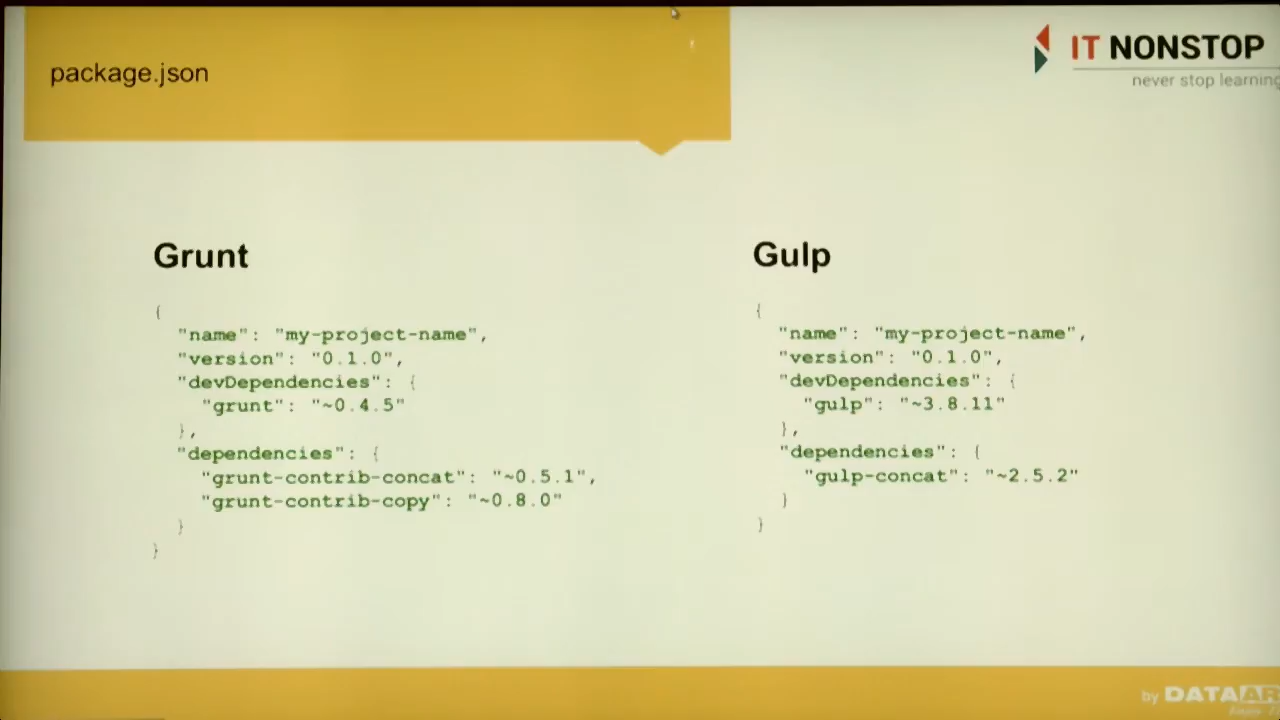 package.json
IT NONSTOP
never stop learning
Grunt
{
"name": "my-project-name",
"version": "0.1.0",
"devDependencies": {
"grunt": "~0.4.5"
},
"dependencies": {
"grunt-contrib-concat": "~0.5.1",
"grunt-contrib-copy": "~0.8.0"
}
}
Gulp
{
"name": "my-project-name",
"version": "0.1.0",
"devDependencies": {
"gulp": "~3.8.11"
},
"dependencies": {
"gulp-concat": "~2.5.2"
}
}
by DATAAR